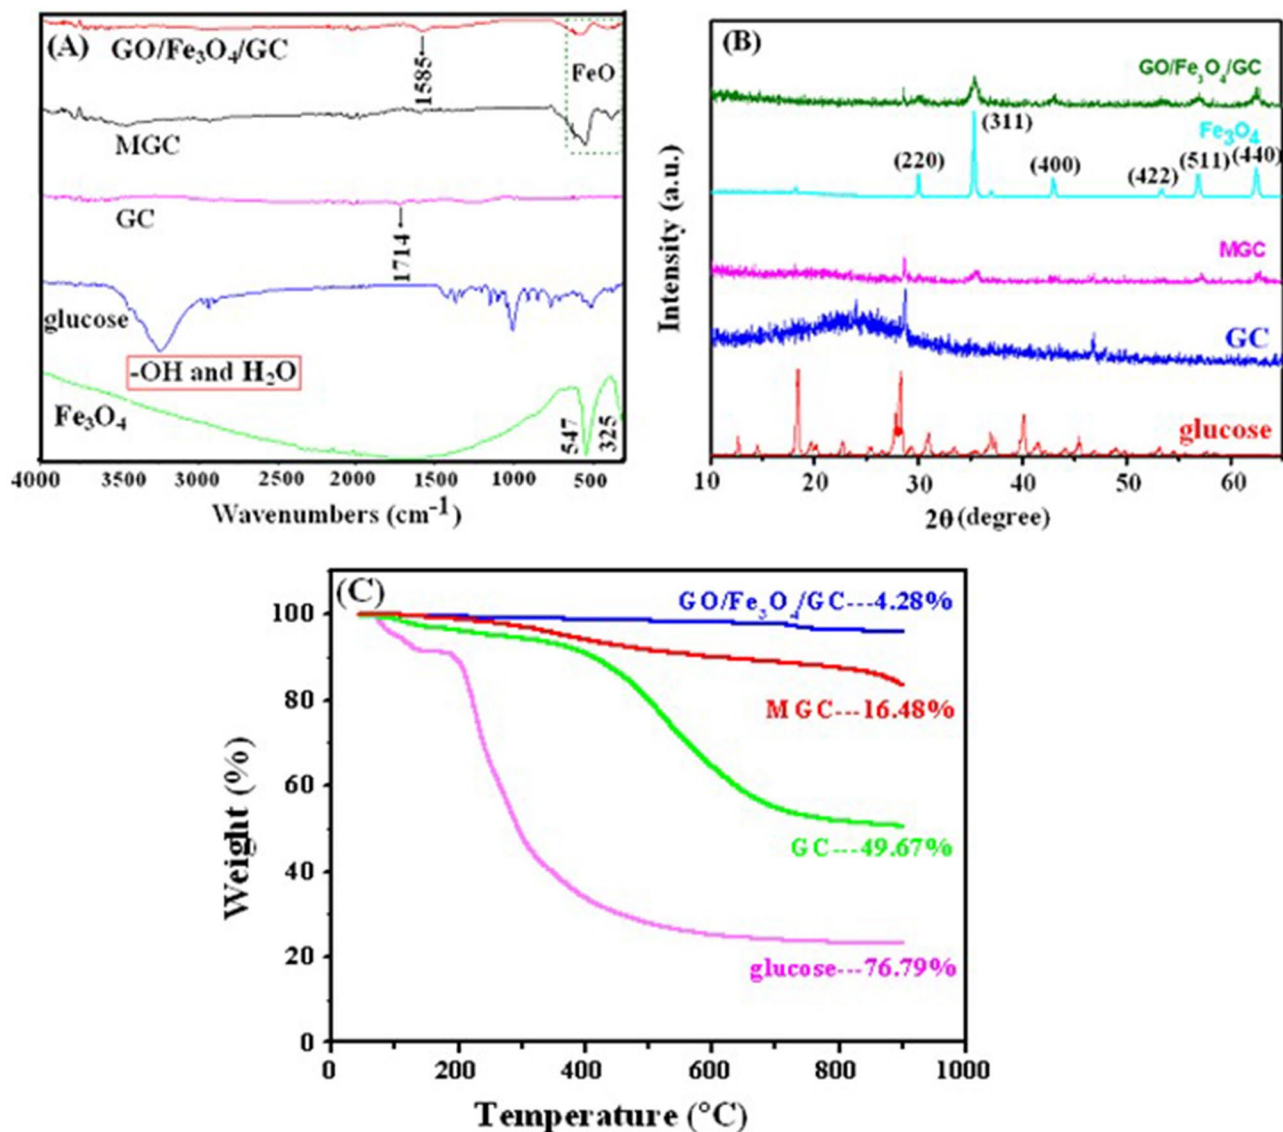 (A)
GO/Fe₃O₄/GC
1585
FeO
MGC
GC
1714
glucose
-OH and H₂O
Fe₃O₄
547
325
4000 3000 2500 2000 1500 1000 500
Wavenumbers (cm⁻¹)
(B)
GO/Fe₃O₄/GC
Fe₃O₄
(220)
(311)
(400)
(422)
(511)
(440)
MGC
GC
glucose
Intensity (a.u.)
10 20 30 40 50 60
2θ (degree)
(C)
GO/Fe₃O₄/GC---4.28%
MGC---16.48%
GC---49.67%
glucose---76.79%
100
80
60
40
20
0
Weight (%)
0 200 400 600 800 1000
Temperature (°C)